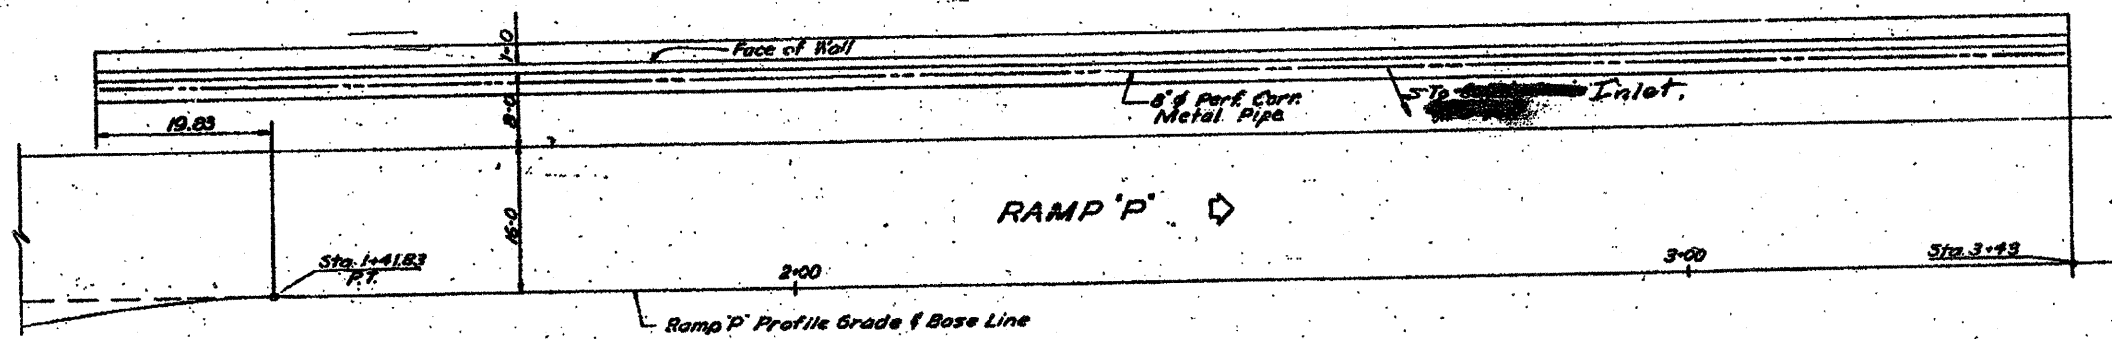 1-0
Face of Wall
8"ø Perf. Corr.
Metal Pipe
To Inlet.
19.83
8-0
RAMP "P"
16-0
Sta. 1+41.83
P.T.
2+00
3+00
Sta. 3+43
Ramp "P" Profile Grade & Base Line